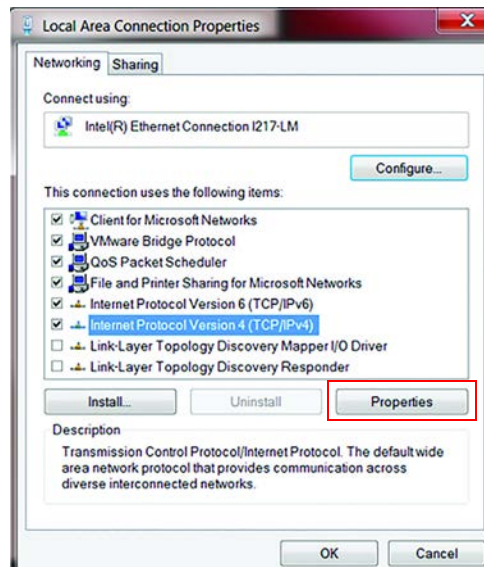 Local Area Connection Properties
Networking Sharing
Connect using:
Intel(R) Ethernet Connection I217-LM
Configure...
This connection uses the following items:
Client for Microsoft Networks
VMware Bridge Protocol
QoS Packet Scheduler
File and Printer Sharing for Microsoft Networks
Internet Protocol Version 6 (TCP/IPv6)
Internet Protocol Version 4 (TCP/IPv4)
Link-Layer Topology Discovery Mapper I/O Driver
Link-Layer Topology Discovery Responder
Install... Uninstall Properties
Description
Transmission Control Protocol/Internet Protocol. The default wide
area network protocol that provides communication across
diverse interconnected networks.
OK Cancel